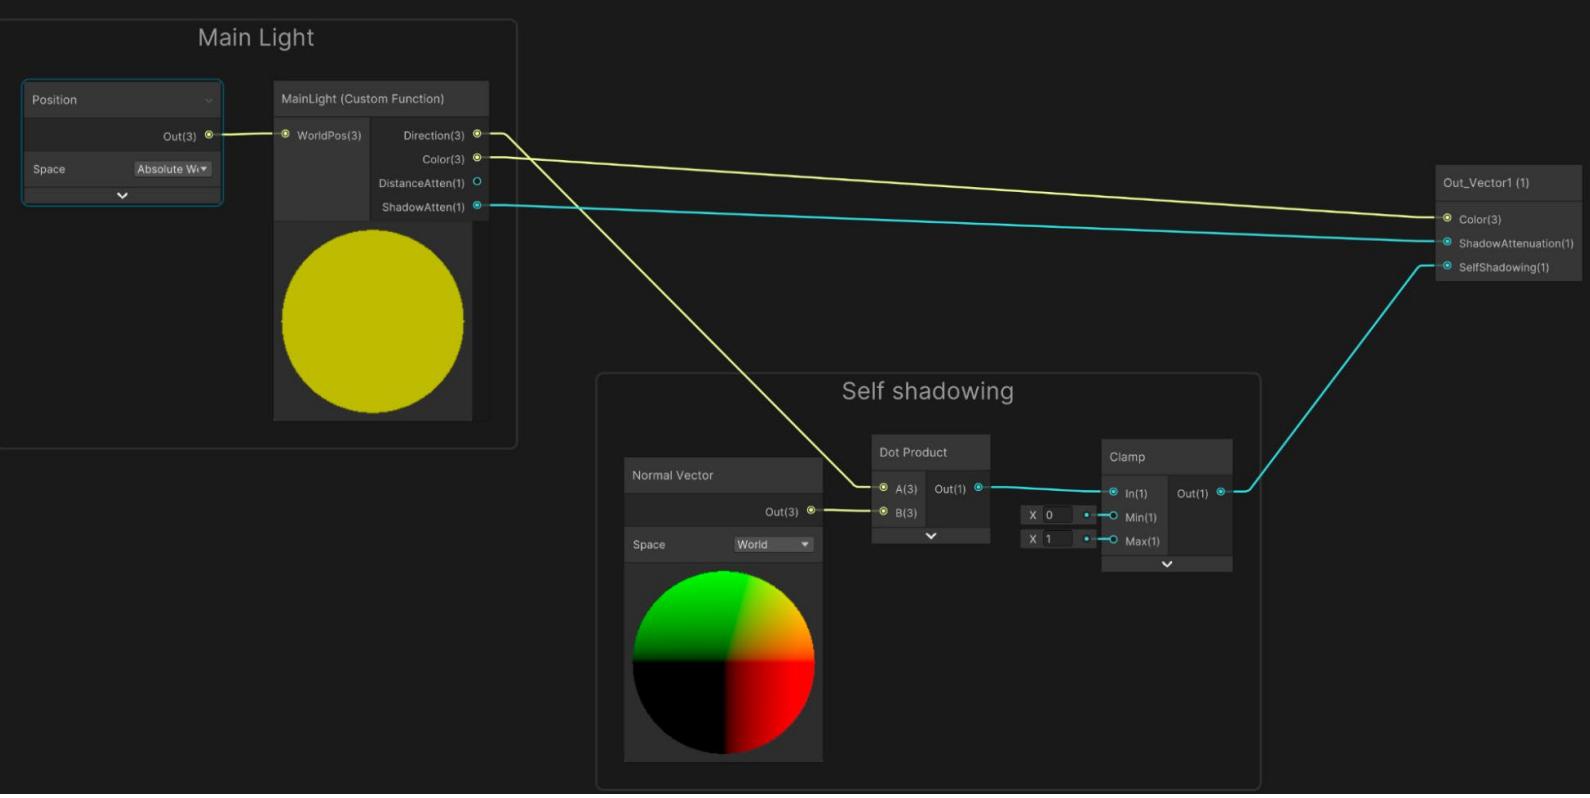 Main Light
Position
Out(3)
Space
Absolute W
MainLight (Custom Function)
WorldPos(3)
Direction(3)
Color(3)
DistanceAtten(1)
ShadowAtten(1)
Out_Vector1 (1)
Color(3)
ShadowAttenuation(1)
SelfShadowing(1)
Self shadowing
Normal Vector
Out(3)
Space
World
Dot Product
A(3)
Out(1)
B(3)
Clamp
In(1)
Out(1)
X 0
Min(1)
X 1
Max(1)